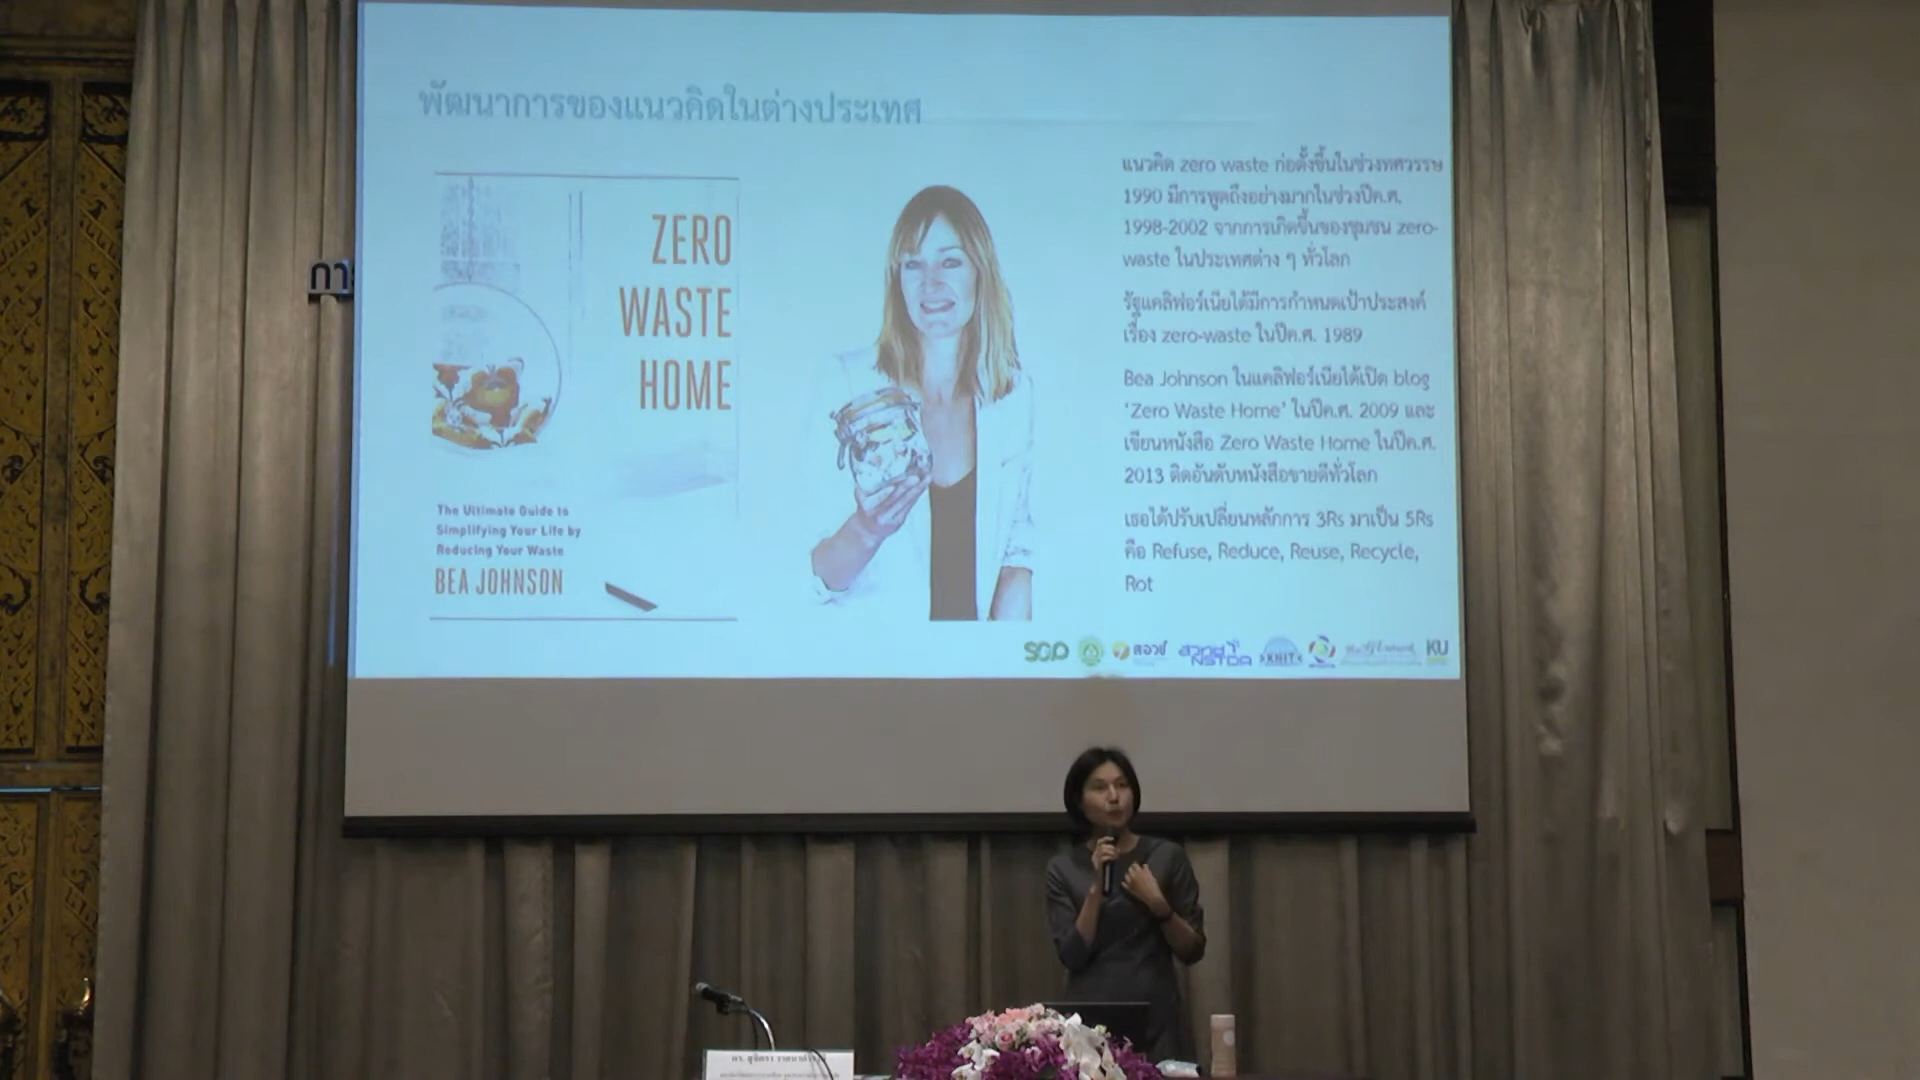 พัฒนาการของแนวคิดในต่างประเทศ
กา
ZERO
WASTE
HOME
The Ultimate Guide to
Simplifying Your Life by
Reducing Your Waste
BEA JOHNSON
แนวคิด zero waste ก่อตั้งขึ้นในช่วงทศวรรษ
1990 มีการพูดถึงอย่างมากในช่วงปีค.ศ.
1998-2002 จากการเกิดขึ้นของชุมชน zero-
waste ในประเทศต่าง ๆ ทั่วโลก
รัฐแคลิฟอร์เนียได้มีการกำหนดเป้าประสงค์
เรื่อง zero-waste ในปีค.ศ. 1989
Bea Johnson ในแคลิฟอร์เนียได้เปิด blog
‘Zero Waste Home’ ในปีค.ศ. 2009 และ
เขียนหนังสือ Zero Waste Home ในปีค.ศ.
2013 ติดอันดับหนังสือขายดีทั่วโลก
เธอได้ปรับเปลี่ยนหลักการ 3Rs มาเป็น 5Rs
คือ Refuse, Reduce, Reuse, Recycle,
Rot
SCP
สอวช
สวทช
NSTDA
KNIT
KU
ดร.